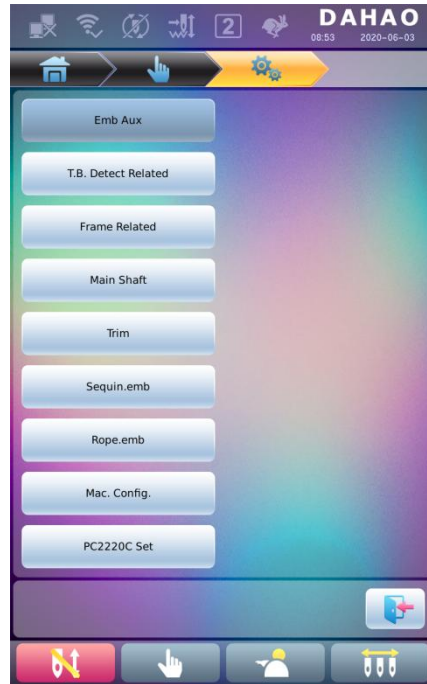 2
DAHAO
08:53 2020-06-03
Emb Aux
T.B. Detect Related
Frame Related
Main Shaft
Trim
Sequin.emb
Rope.emb
Mac. Config.
PC2220C Set